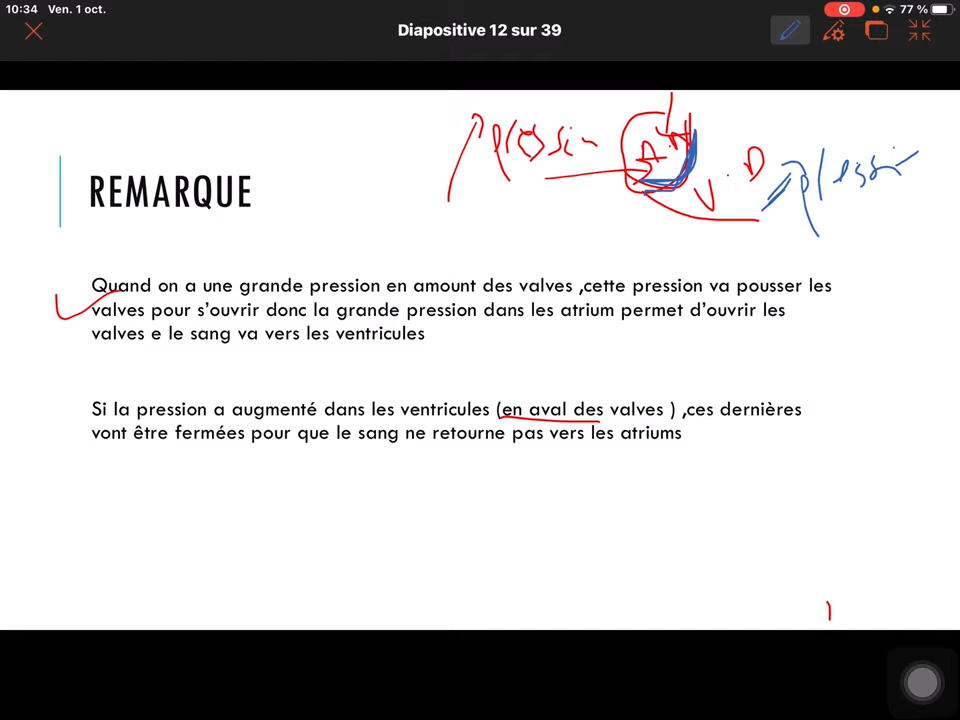 10:34 Ven. 1 oct. 77 %
Diapositive 12 sur 39
pression
A
V.D
pression
REMARQUE
Quand on a une grande pression en amount des valves ,cette pression va pousser les
valves pour s’ouvrir donc la grande pression dans les atrium permet d’ouvrir les
valves e le sang va vers les ventricules
Si la pression a augmenté dans les ventricules (en aval des valves ) ,ces dernières
vont être fermées pour que le sang ne retourne pas vers les atriums